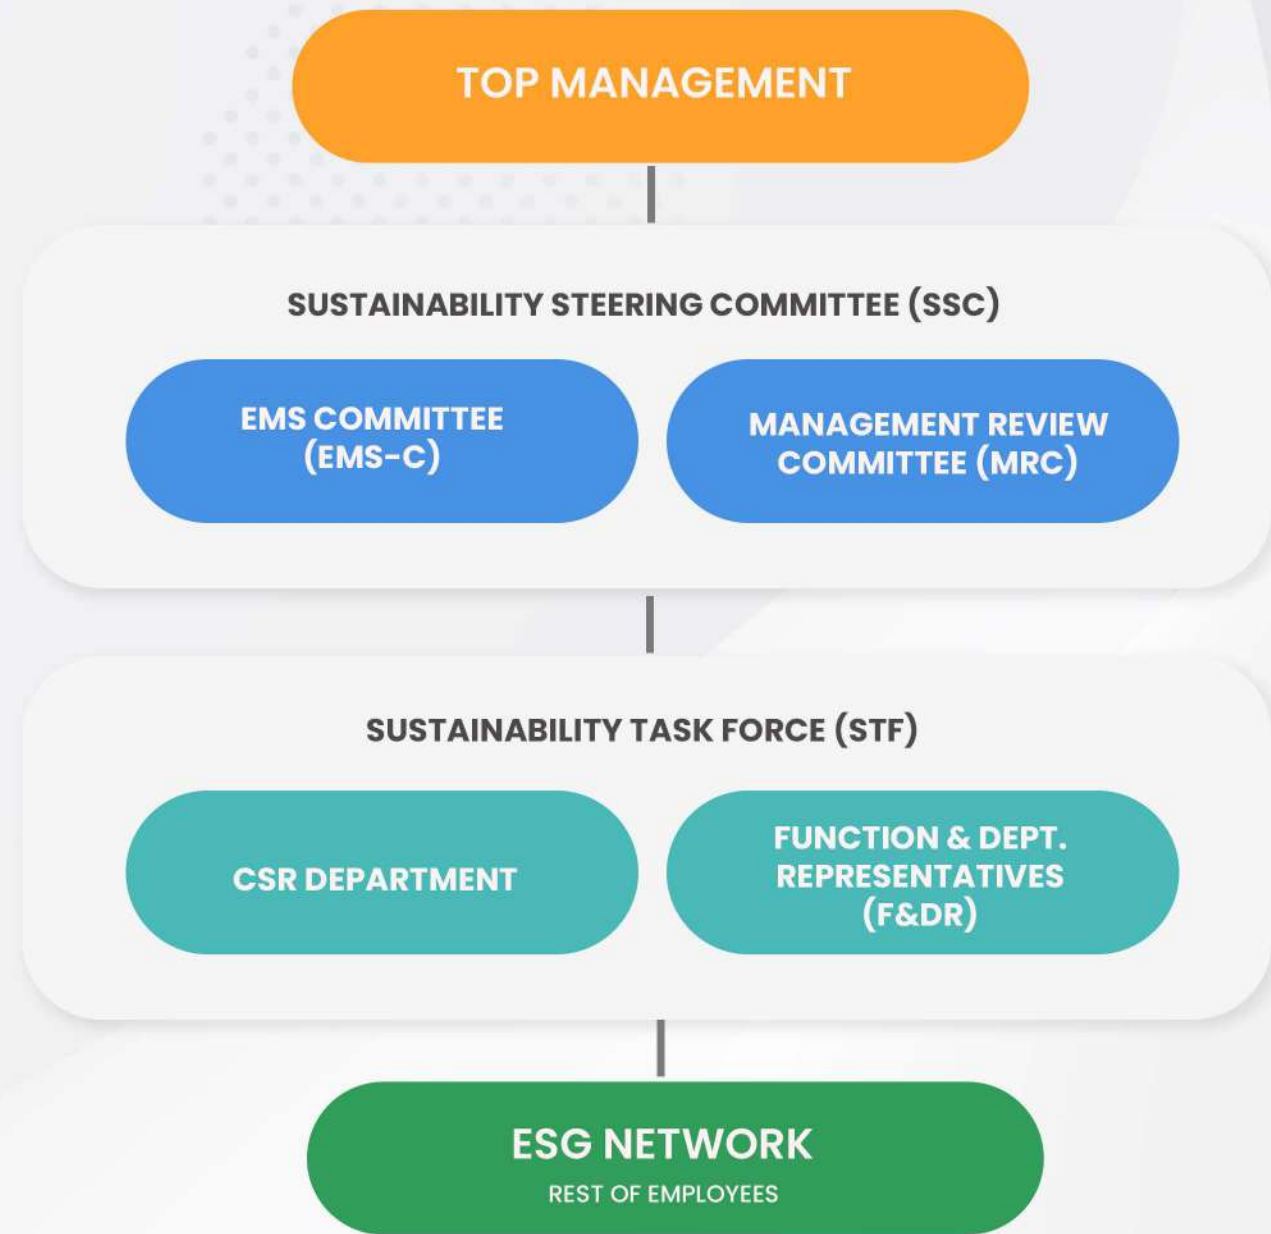 TOP MANAGEMENT
SUSTAINABILITY STEERING COMMITTEE (SSC)
EMS COMMITTEE
(EMS-C)
MANAGEMENT REVIEW
COMMITTEE (MRC)
SUSTAINABILITY TASK FORCE (STF)
CSR DEPARTMENT
FUNCTION & DEPT.
REPRESENTATIVES
(F&DR)
ESG NETWORK
REST OF EMPLOYEES